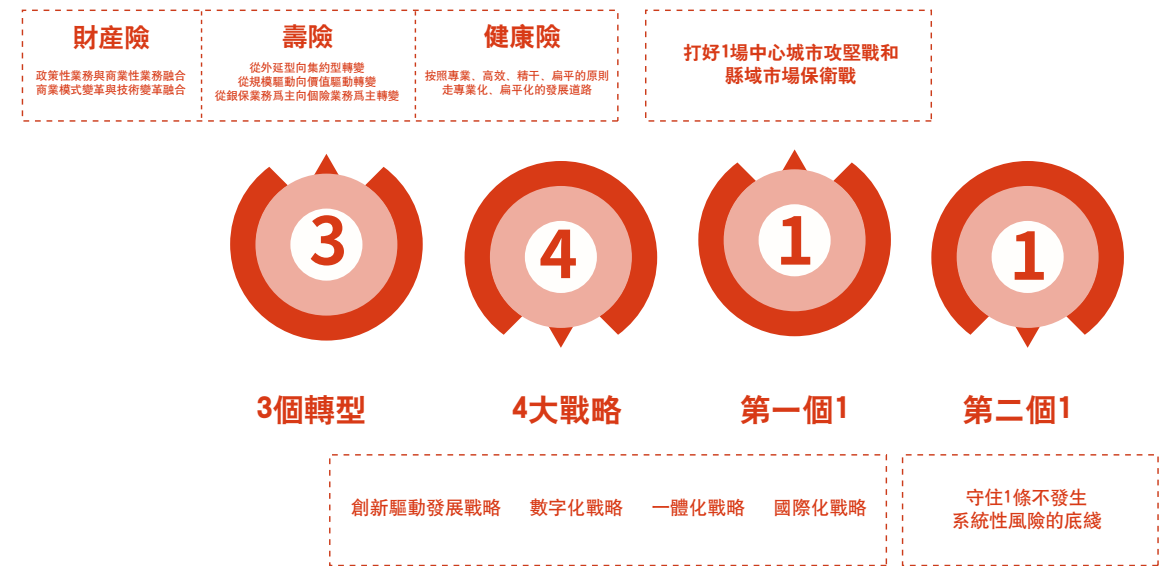 財産險
政策性業務與商業性業務融合
商業模式變革與技術變革融合
壽險
從外延型向集約型轉變
從規模驅動向價值驅動轉變
從銀保業務爲主向個險業務爲主轉變
健康險
按照專業、高效、精干、扁平的原則
走專業化、扁平化的發展道路
打好1場中心城市攻堅戰和
縣域市場保衛戰
3
4
1
1
3個轉型
4大戰略
第一個1
第二個1
創新驅動發展戰略
數字化戰略
一體化戰略
國際化戰略
守住1條不發生
系統性風險的底綫